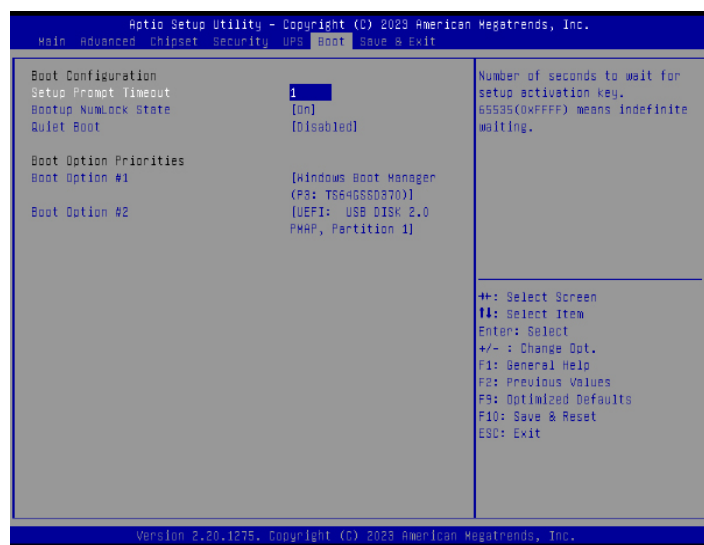 Aptio Setup Utility – Copyright (C) 2023 American Megatrends, Inc.
Main Advanced Chipset Security UPS Boot Save & Exit
Boot Configuration
Setup Prompt Timeout 1
Bootup NumLock State [On]
Quiet Boot [Disabled]
Boot Option Priorities
Boot Option #1 [Windows Boot Manager
(P3: TS64GSSD370)]
Boot Option #2 [UEFI: USB DISK 2.0
PMAP, Partition 1]
Number of seconds to wait for
setup activation key.
65535(0xFFFF) means indefinite
waiting.
→←: Select Screen
↑↓: Select Item
Enter: Select
+/- : Change Opt.
F1: General Help
F2: Previous Values
F9: Optimized Defaults
F10: Save & Reset
ESC: Exit
Version 2.20.1275. Copyright (C) 2023 American Megatrends, Inc.